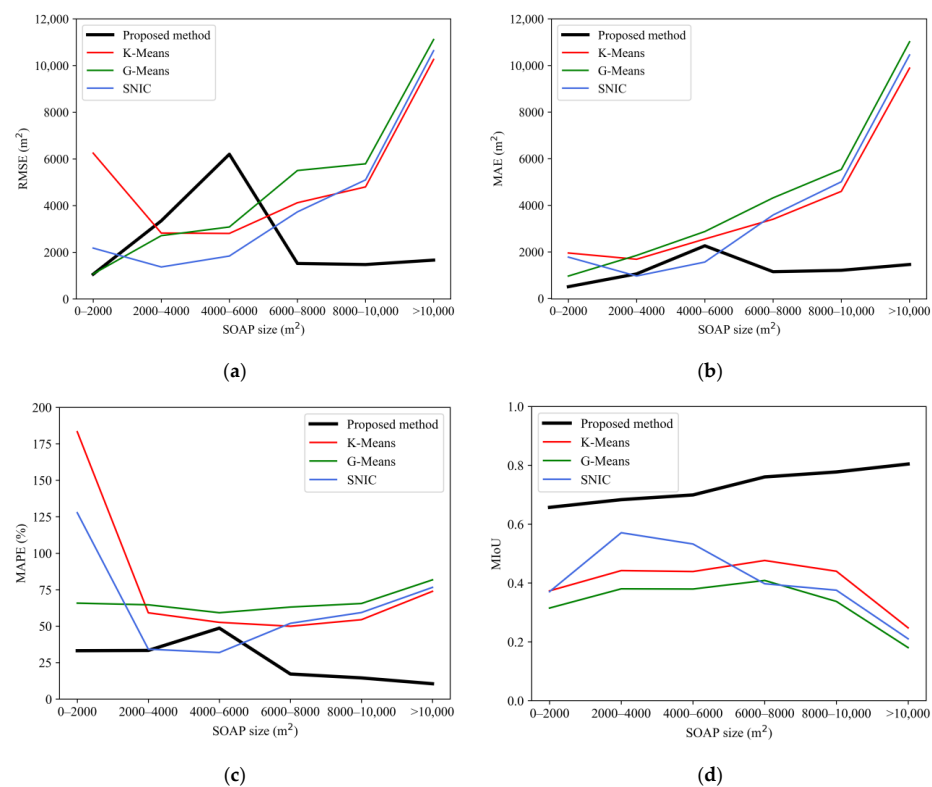 12,000
10,000
8000
6000
4000
2000
0
RMSE (m²)
Proposed method
K-Means
G-Means
SNIC
0–2000 2000–4000 4000–6000 6000–8000 8000–10,000 >10,000
SOAP size (m²)
(a)
12,000
10,000
8000
6000
4000
2000
0
MAE (m²)
Proposed method
K-Means
G-Means
SNIC
0–2000 2000–4000 4000–6000 6000–8000 8000–10,000 >10,000
SOAP size (m²)
(b)
200
175
150
125
100
75
50
25
0
MAPE (%)
Proposed method
K-Means
G-Means
SNIC
0–2000 2000–4000 4000–6000 6000–8000 8000–10,000 >10,000
SOAP size (m²)
(c)
1.0
0.8
0.6
0.4
0.2
0.0
MIoU
Proposed method
K-Means
G-Means
SNIC
0–2000 2000–4000 4000–6000 6000–8000 8000–10,000 >10,000
SOAP size (m²)
(d)